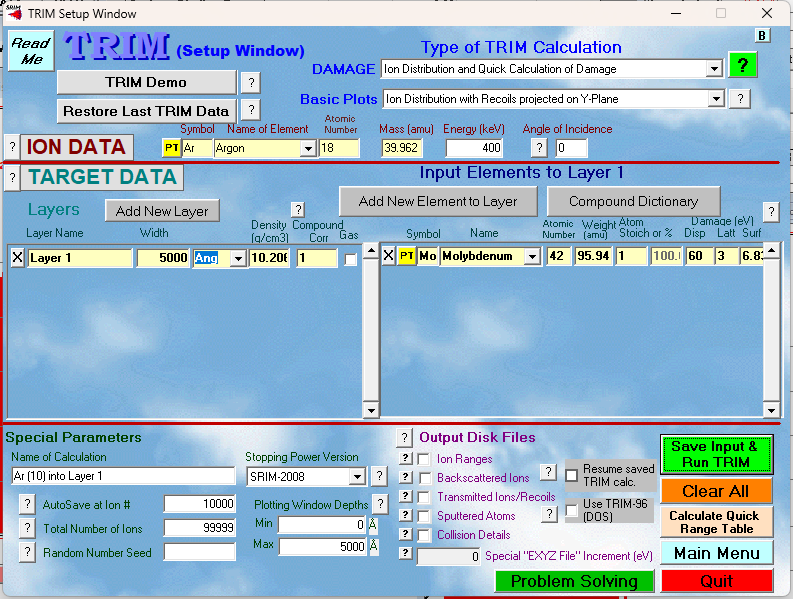 SRIM
TRIM Setup Window
Read
Me
TRIM (Setup Window)
B
Type of TRIM Calculation
DAMAGE
Ion Distribution and Quick Calculation of Damage
?
TRIM Demo
?
Basic Plots
Ion Distribution with Recoils projected on Y-Plane
?
Restore Last TRIM Data
?
Symbol
Name of Element
Atomic
Number
Mass (amu)
Energy (keV)
Angle of Incidence
?
ION DATA
PT
Ar
Argon
18
39.962
400
?
0
?
TARGET DATA
Input Elements to Layer 1
Layers
Add New Layer
?
Add New Element to Layer
Compound Dictionary
?
Layer Name
Width
Density
(g/cm3)
Compound
Corr
Gas
Symbol
Name
Atomic
Number
Weight
(amu)
Atom
Stoich or %
Damage (eV)
Disp
Latt
Surf
X
Layer 1
5000
Ang
10.206
1
X
PT
Mo
Molybdenum
42
95.94
1
100.
60
3
6.83
Special Parameters
Name of Calculation
Ar (10) into Layer 1
Stopping Power Version
SRIM-2008
?
?
AutoSave at Ion #
10000
?
Total Number of Ions
99999
?
Random Number Seed
Plotting Window Depths
?
Min
0
Å
Max
5000
Å
?
Output Disk Files
?
Ion Ranges
?
Backscattered Ions
?
?
Transmitted Ions/Recoils
?
Sputtered Atoms
?
?
Collision Details
?
0
Special "EXYZ File" Increment (eV)
Resume saved
TRIM calc.
Use TRIM-96
(DOS)
Save Input &
Run TRIM
Clear All
Calculate Quick
Range Table
Main Menu
Problem Solving
Quit